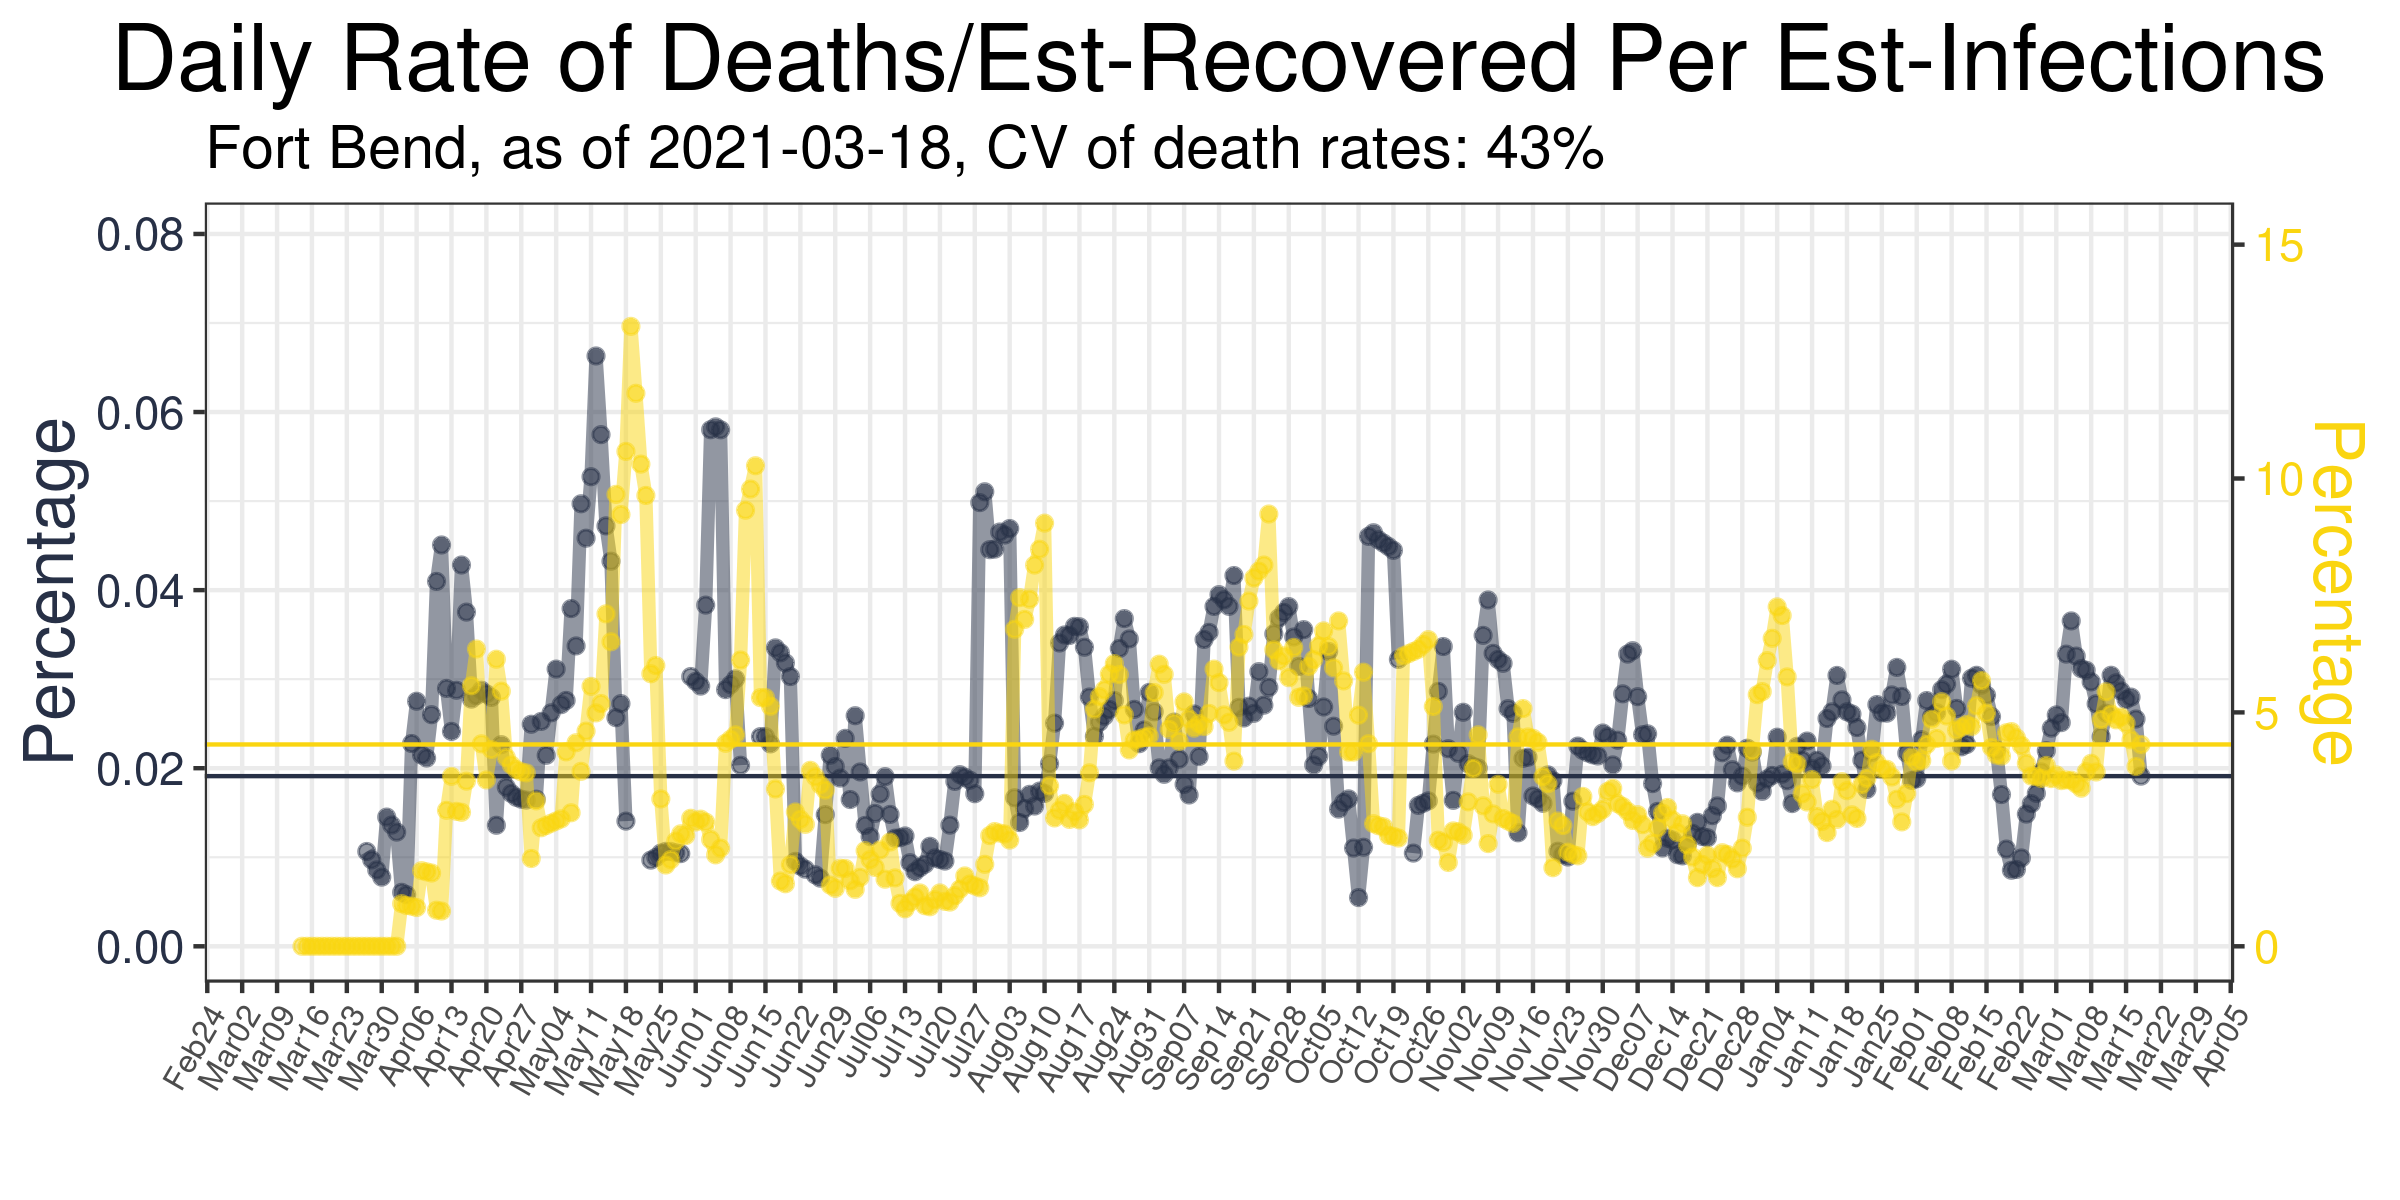 Daily Rate of Deaths/Est-Recovered Per Est-Infections
Fort Bend, as of 2021-03-18, CV of death rates: 43%
Percentage
0.08
0.06
0.04
0.02
0.00
15
10
5
0
Percentage
Feb24
Mar02
Mar09
Mar16
Mar23
Mar30
Apr06
Apr13
Apr20
Apr27
May04
May11
May18
May25
Jun01
Jun08
Jun15
Jun22
Jun29
Jul06
Jul13
Jul20
Jul27
Aug03
Aug10
Aug17
Aug24
Aug31
Sep07
Sep14
Sep21
Sep28
Oct05
Oct12
Oct19
Oct26
Nov02
Nov09
Nov16
Nov23
Nov30
Dec07
Dec14
Dec21
Dec28
Dec04
Jan11
Jan18
Jan25
Feb01
Feb08
Feb15
Feb22
Mar01
Mar08
Mar15
Mar22
Mar29
Apr05